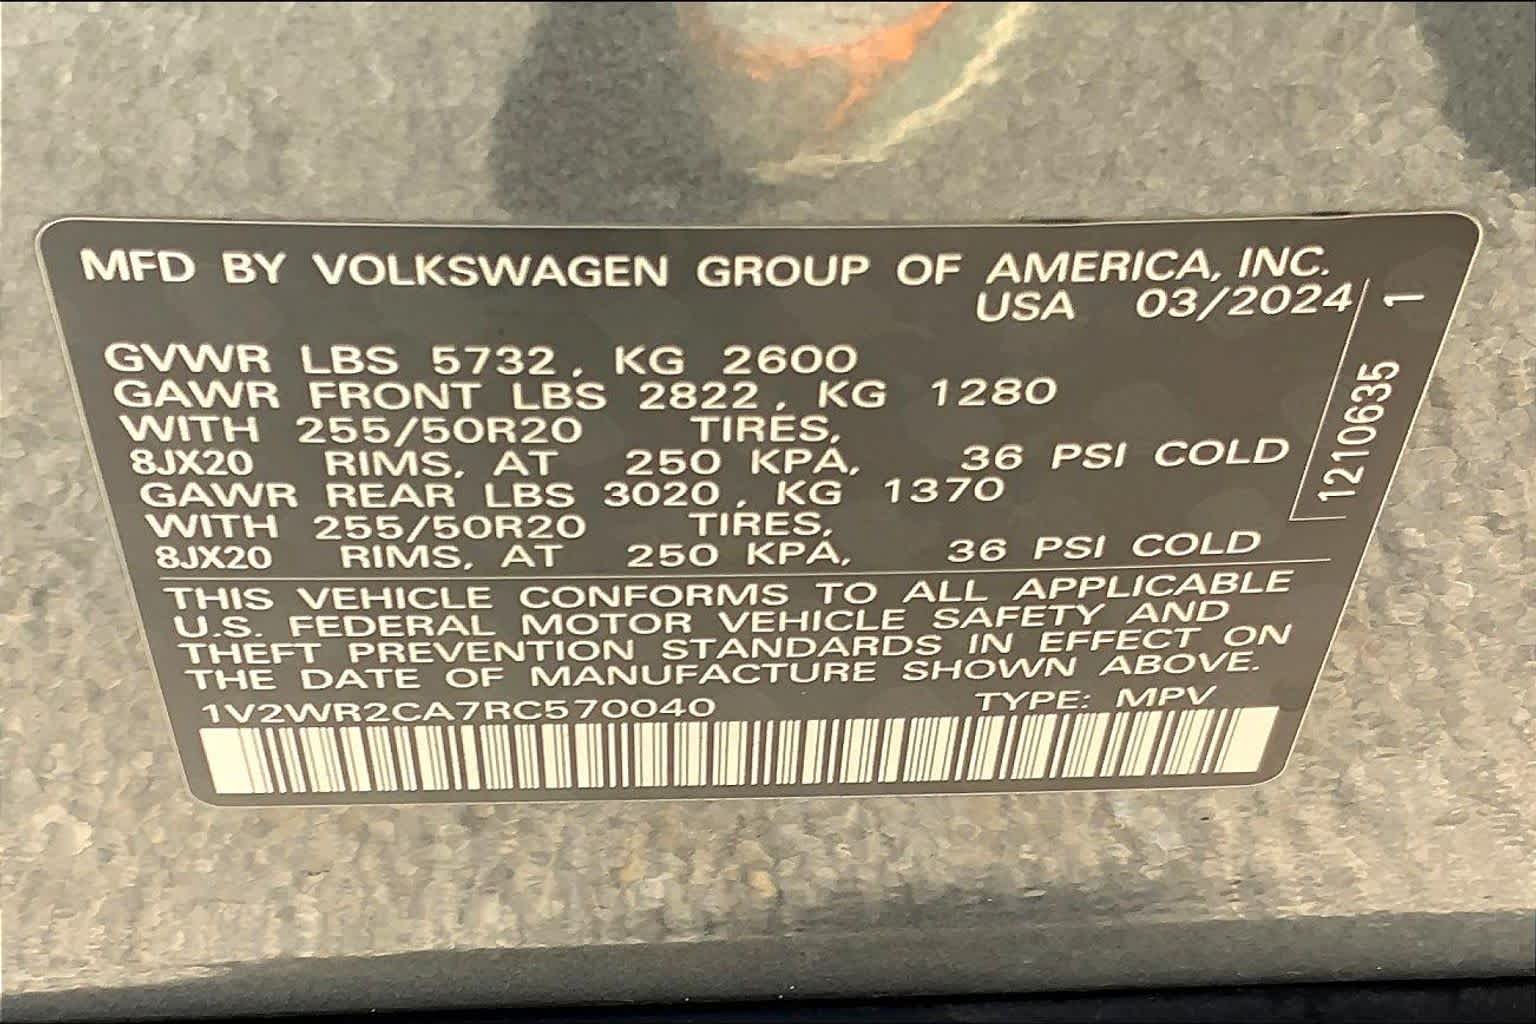 MFD BY VOLKSWAGEN GROUP OF AMERICA, INC.
USA 03/2024
GVWR LBS 5732, KG 2600
GAWR FRONT LBS 2822, KG 1280
WITH 255/50R20 TIRES,
8JX20 RIMS, AT 250 KPA, 36 PSI COLD
GAWR REAR LBS 3020, KG 1370
WITH 255/50R20 TIRES,
8JX20 RIMS, AT 250 KPA, 36 PSI COLD
THIS VEHICLE CONFORMS TO ALL APPLICABLE
U.S. FEDERAL MOTOR VEHICLE SAFETY AND
THEFT PREVENTION STANDARDS IN EFFECT ON
THE DATE OF MANUFACTURE SHOWN ABOVE.
1V2WR2CA7RC570040 TYPE: MPV
1210635 1